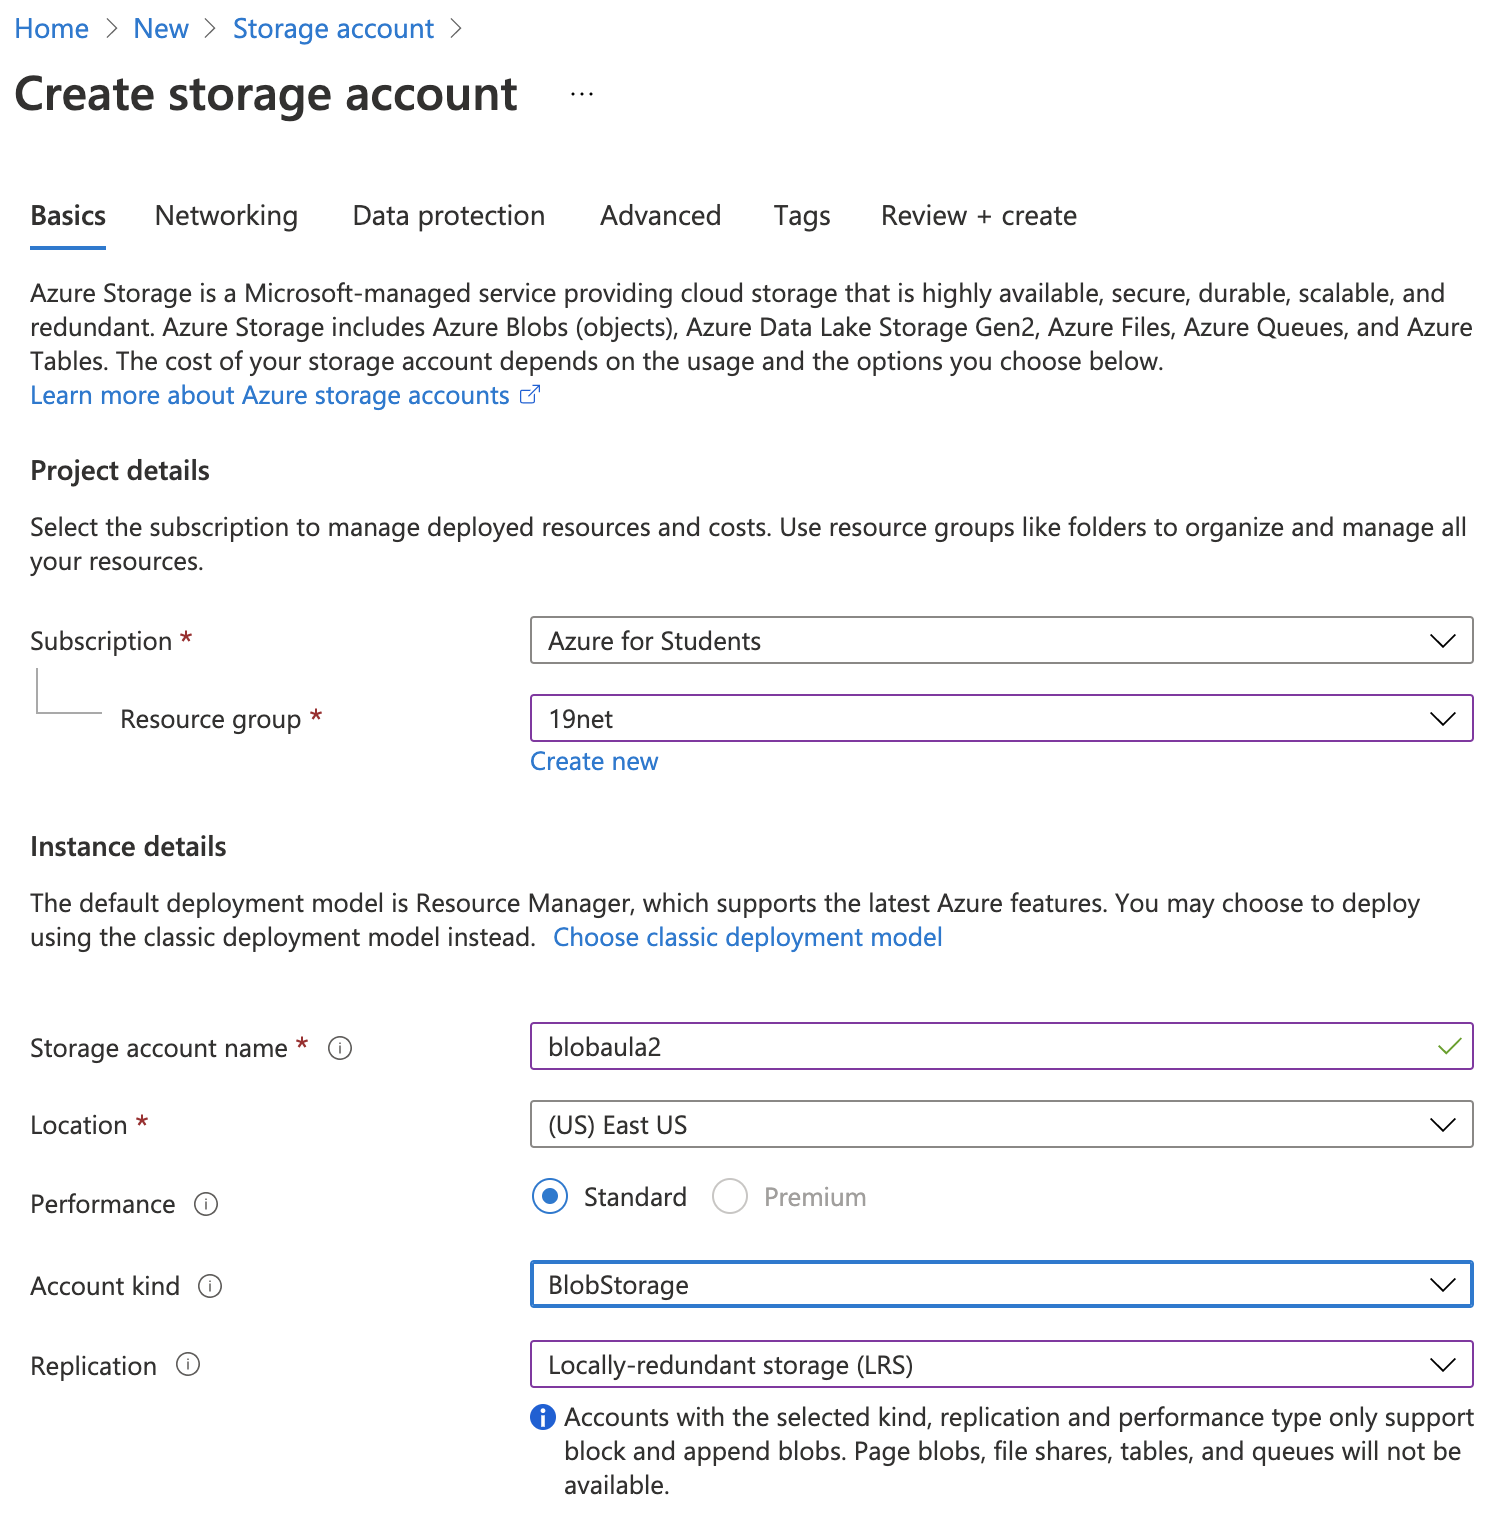 Home > New > Storage account >
Create storage account ...
Basics Networking Data protection Advanced Tags Review + create
Azure Storage is a Microsoft-managed service providing cloud storage that is highly available, secure, durable, scalable, and
redundant. Azure Storage includes Azure Blobs (objects), Azure Data Lake Storage Gen2, Azure Files, Azure Queues, and Azure
Tables. The cost of your storage account depends on the usage and the options you choose below.
Learn more about Azure storage accounts
Project details
Select the subscription to manage deployed resources and costs. Use resource groups like folders to organize and manage all
your resources.
Subscription * Azure for Students
Resource group * 19net
Create new
Instance details
The default deployment model is Resource Manager, which supports the latest Azure features. You may choose to deploy
using the classic deployment model instead. Choose classic deployment model
Storage account name * blobaula2
Location * (US) East US
Performance Standard Premium
Account kind BlobStorage
Replication Locally-redundant storage (LRS)
Accounts with the selected kind, replication and performance type only support
block and append blobs. Page blobs, file shares, tables, and queues will not be
available.